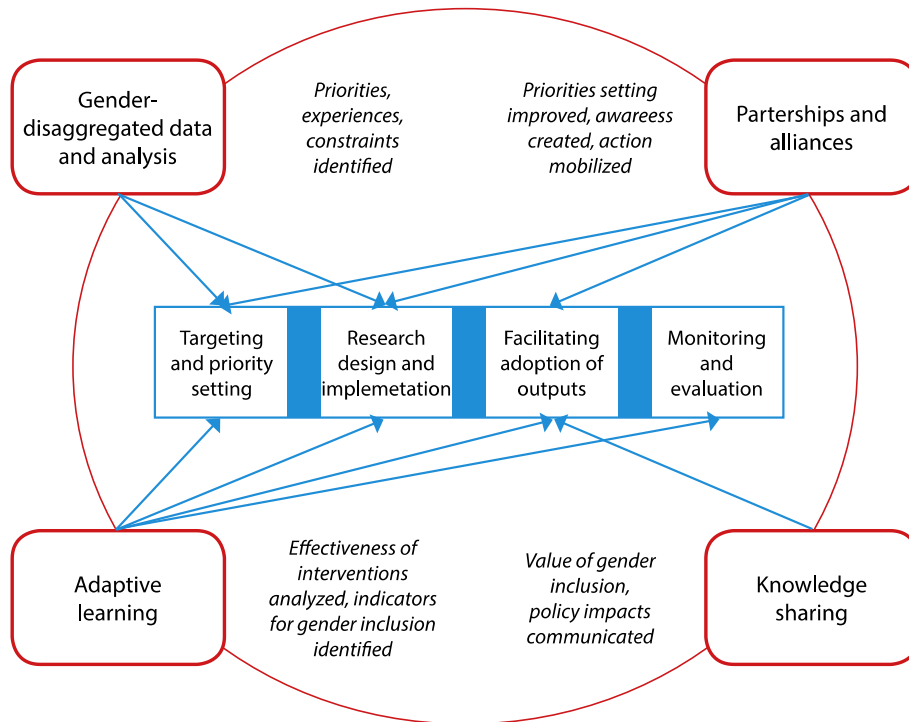 Gender-
disaggregated data
and analysis
Priorities,
experiences,
constraints
identified
Priorities setting
improved, awareess
created, action
mobilized
Parterships and
alliances
Targeting
and priority
setting
Research
design and
implemetation
Facilitating
adoption of
outputs
Monitoring
and
evaluation
Adaptive
learning
Effectiveness of
interventions
analyzed, indicators
for gender inclusion
identified
Value of gender
inclusion,
policy impacts
communicated
Knowledge
sharing